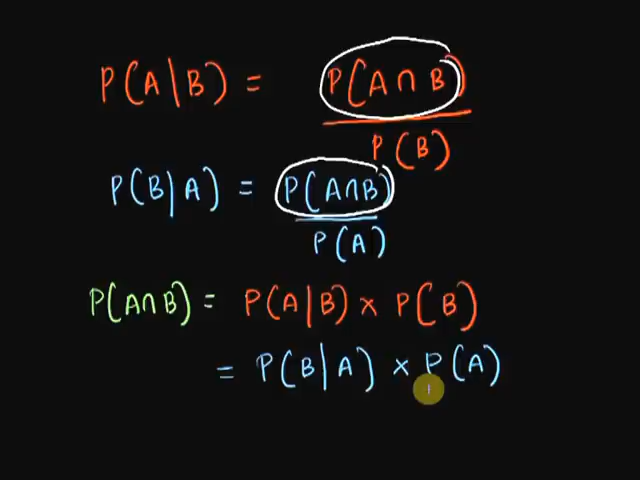 P(A|B) = P(A∩B)
P(B)
P(B|A) = P(A∩B)
P(A)
P(A∩B) = P(A|B) × P(B)
= P(B|A) × P(A)